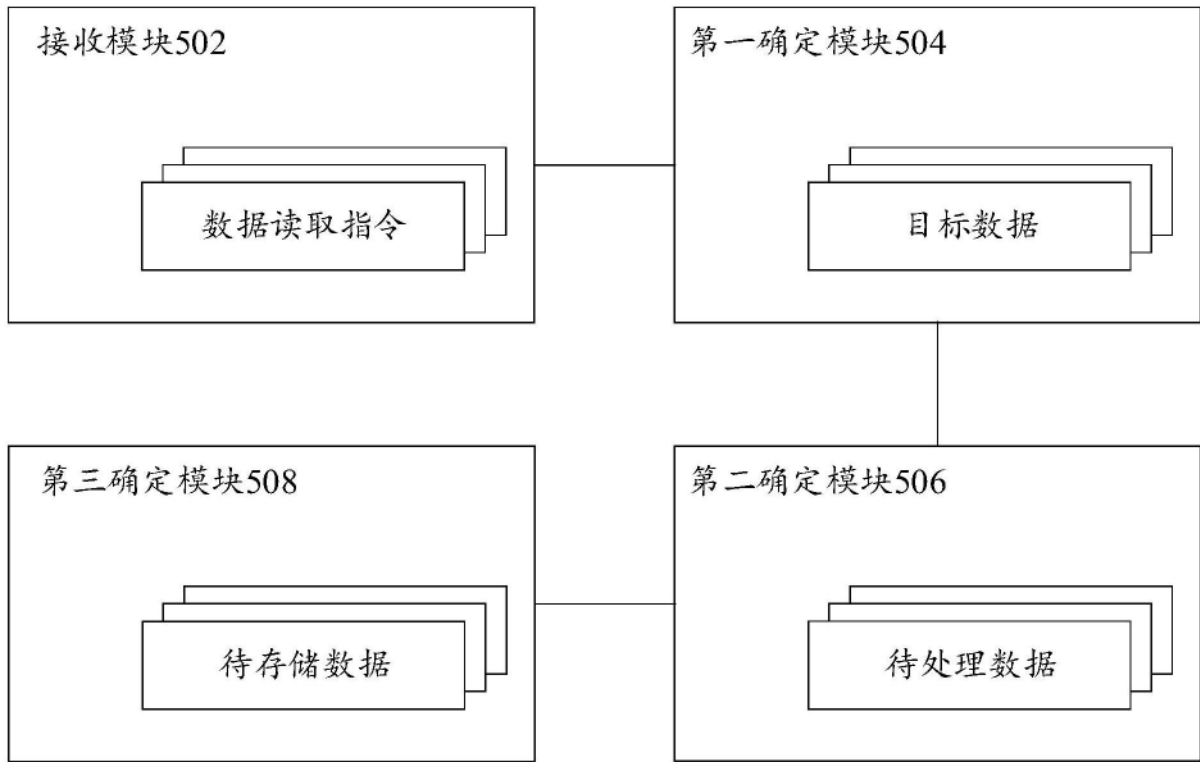 接收模块502
数据读取指令
第一确定模块504
目标数据
第三确定模块508
待存储数据
第二确定模块506
待处理数据